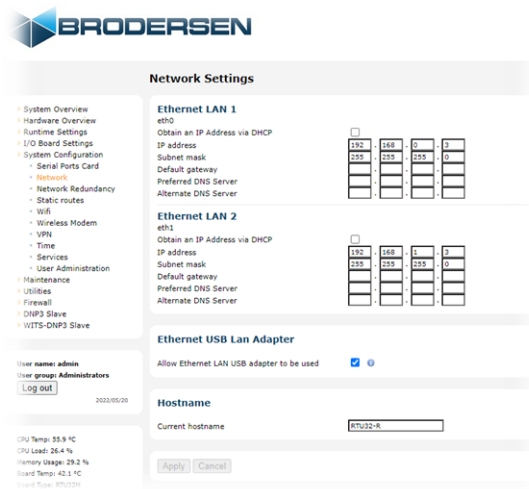 BRODERSEN
Network Settings
System Overview
Hardware Overview
Runtime Settings
I/O Board Settings
System Configuration
Serial Ports Card
Network
Network Redundancy
Static routes
Wifi
Wireless Modem
VPN
Time
Services
User Administration
Maintenance
Utilities
Firewall
DNP3 Slave
WITS-DNP3 Slave
User name: admin
User group: Administrators
Log out
2022/05/20
CPU Temp: 55.9 °C
CPU Load: 26.4 %
Memory Usage: 29.2 %
Board Temp: 42.1 °C
Board Type: RTU32N
Ethernet LAN 1
eth0
Obtain an IP Address via DHCP
IP address 192 . 168 . 0 . 3
Subnet mask 255 . 255 . 255 . 0
Default gateway . . .
Preferred DNS Server . . .
Alternate DNS Server . . .
Ethernet LAN 2
eth1
Obtain an IP Address via DHCP
IP address 192 . 168 . 1 . 3
Subnet mask 255 . 255 . 255 . 0
Default gateway . . .
Preferred DNS Server . . .
Alternate DNS Server . . .
Ethernet USB Lan Adapter
Allow Ethernet LAN USB adapter to be used
Hostname
Current hostname RTU32-R
Apply Cancel